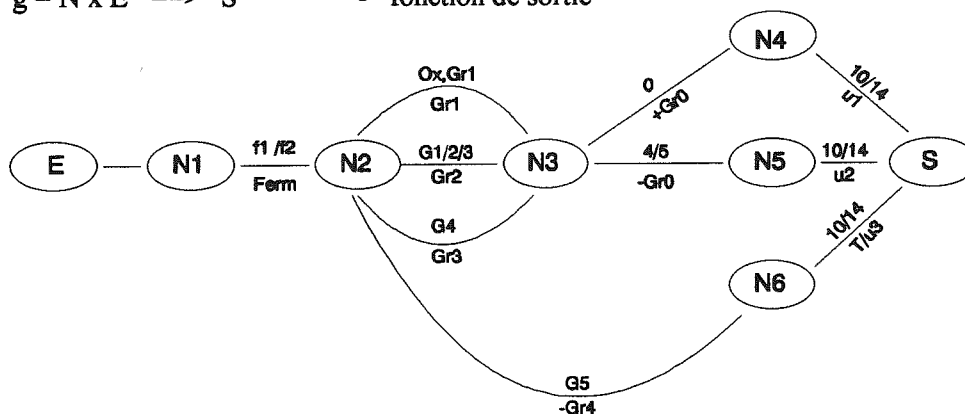 g = N x E ---> S - fonction de sortie
N4
Ox,Gr1
Gr1
0
+Gr0
10/14
u1
E
N1
f1 /f2
Ferm
N2
G1/2/3
Gr2
N3
4/5
-Gr0
N5
10/14
u2
S
G4
Gr3
10/14
T/u3
N6
G5
-Gr4